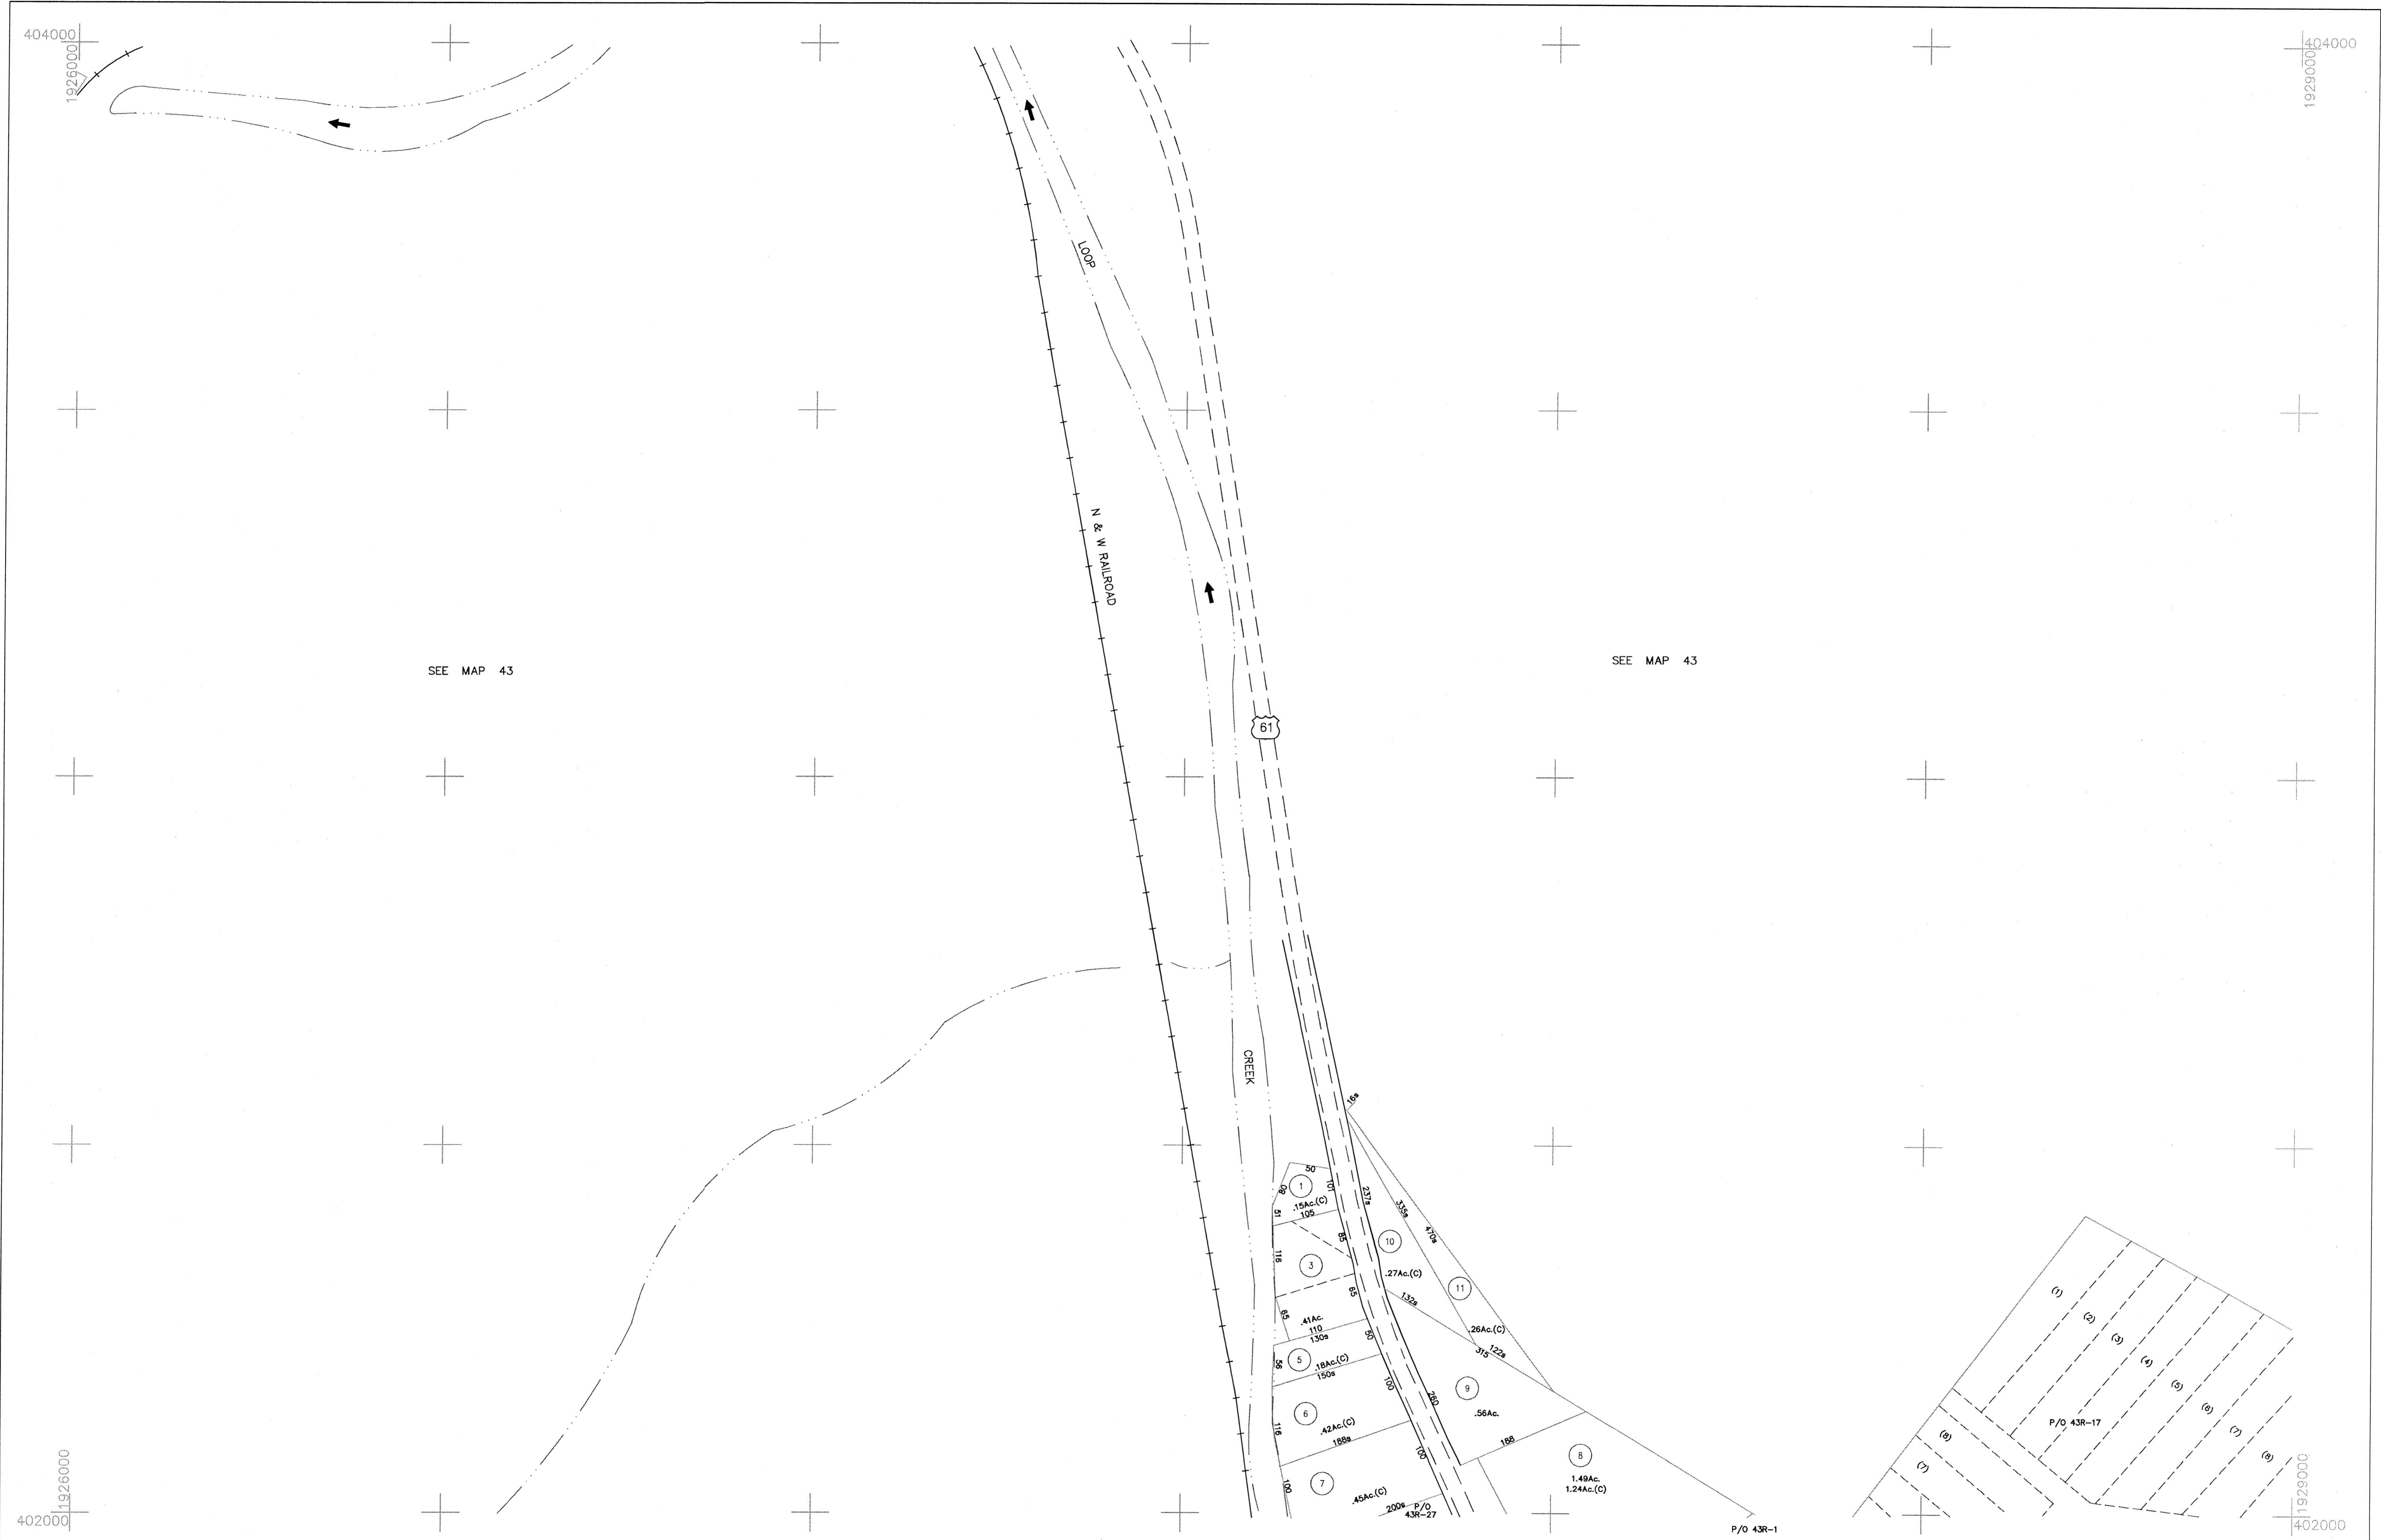 404000
1926000
404000
1929000
LOOP
N & W RAILROAD
SEE MAP 43
SEE MAP 43
61
CREEK
16s
50
1
80
101
.15Ac.(C)
51
105
237s
335s
470s
85
116
3
10
.27Ac.(C)
11
65
132s
65
.41Ac.
110
130s
50
.26Ac.(C)
122s
315
56
5
.18Ac.(C)
150s
100
260
9
.56Ac.
6
.42Ac.(C)
116
188s
100
188
8
1.49Ac.
1.24Ac.(C)
7
100
.45Ac.(C)
200s
P/O
43R-27
P/O 43R-1
(1)
(2)
(3)
(4)
(5)
(6)
(7)
(8)
P/O 43R-17
(8)
(7)
1926000
402000
1929000
402000